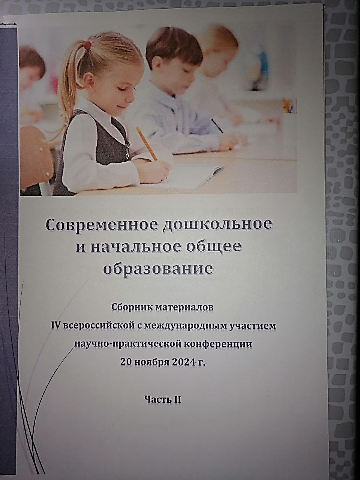 Современное дошкольное
и начальное общее
образование
Сборник материалов
IV всероссийской с международным участием
научно-практической конференции
20 ноября 2024 г.
Часть II